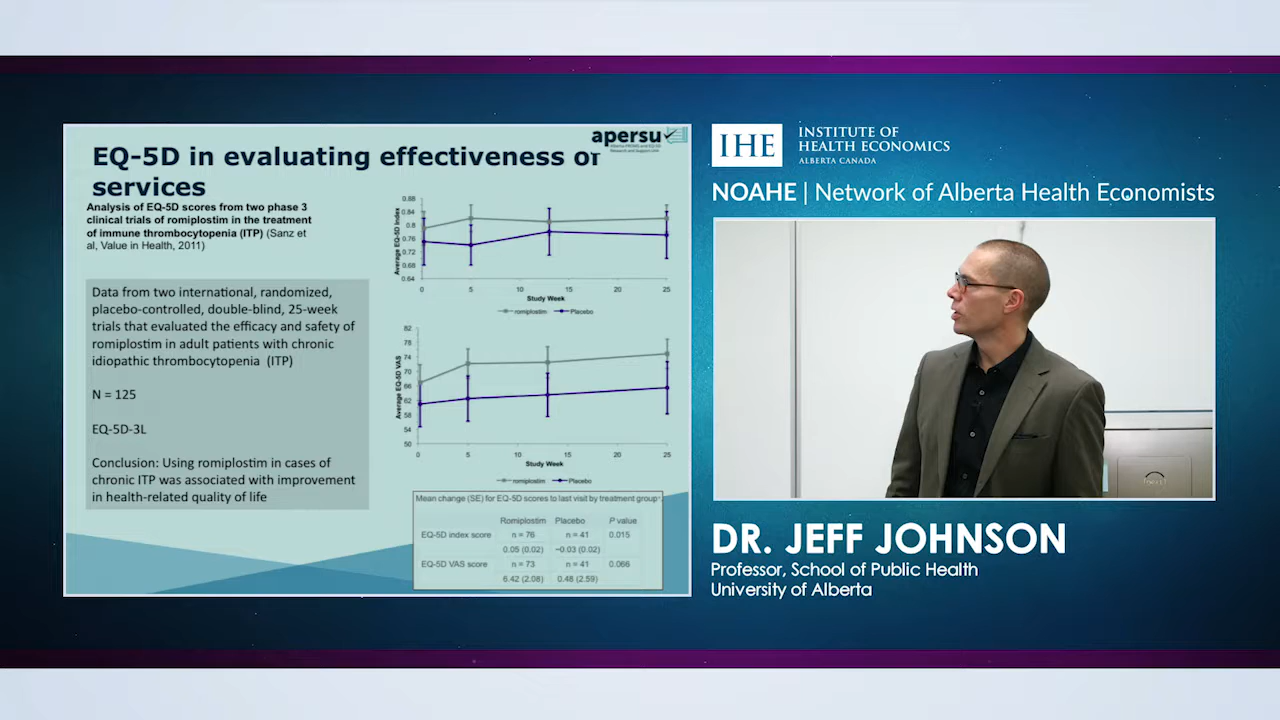 EQ-5D in evaluating effectiveness of
services
apersu
Alberta PROMS and EQ-5D
Research and Support Unit
Analysis of EQ-5D scores from two phase 3
clinical trials of romiplostim in the treatment
of immune thrombocytopenia (ITP) (Sanz et
al, Value in Health, 2011)
Data from two international, randomized,
placebo-controlled, double-blind, 25-week
trials that evaluated the efficacy and safety of
romiplostim in adult patients with chronic
idiopathic thrombocytopenia (ITP)
N = 125
EQ-5D-3L
Conclusion: Using romiplostim in cases of
chronic ITP was associated with improvement
in health-related quality of life
Average EQ-5D Index
0.88
0.84
0.8
0.76
0.72
0.68
0.64
0 5 10 15 20 25
Study Week
romiplostim Placebo
Average EQ-5D VAS
82
78
74
70
66
62
58
54
50
0 5 10 15 20 25
Study Week
romiplostim Placebo
Mean change (SE) for EQ-5D scores to last visit by treatment group
Romiplostim Placebo P value
EQ-5D index score n = 76 n = 41 0.015
0.05 (0.02) −0.03 (0.02)
EQ-5D VAS score n = 73 n = 41 0.066
6.42 (2.08) 0.48 (2.59)
IHE
INSTITUTE OF
HEALTH ECONOMICS
ALBERTA CANADA
NOAHE | Network of Alberta Health Economists
DR. JEFF JOHNSON
Professor, School of Public Health
University of Alberta